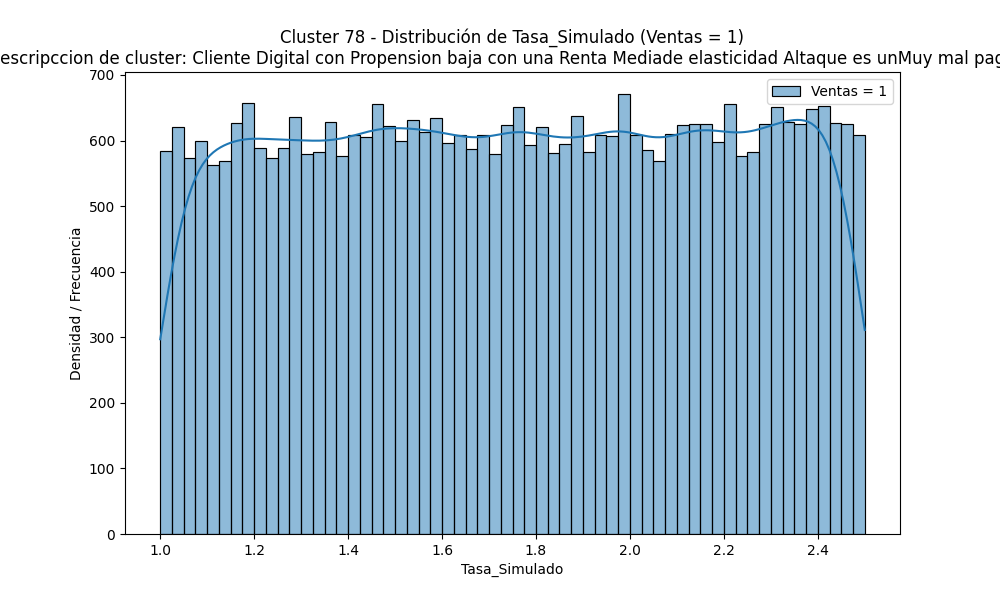 Cluster 78 - Distribución de Tasa_Simulado (Ventas = 1)
escripccion de cluster: Cliente Digital con Propension baja con una Renta Mediade elasticidad Altaque es unMuy mal pag
Ventas = 1
Densidad / Frecuencia
700
600
500
400
300
200
100
0
1.0 1.2 1.4 1.6 1.8 2.0 2.2 2.4
Tasa_Simulado